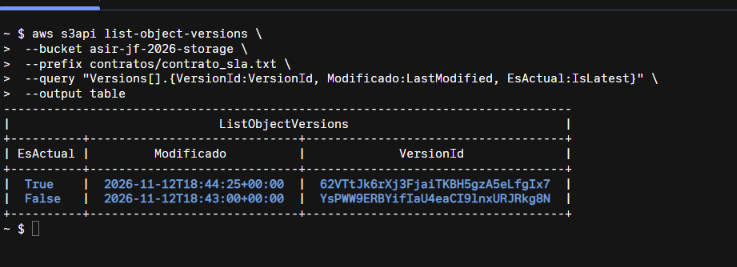 ~ $ aws s3api list-object-versions \
>  --bucket asir-jf-2026-storage \
>  --prefix contratos/contrato_sla.txt \
>  --query "Versions[].{VersionId:VersionId, Modificado:LastModified, EsActual:IsLatest}" \
>  --output table
-----------------------------------------------------------------------
|                         ListObjectVersions                          |
+----------+----------------------------+-----------------------------+
| EsActual |        Modificado          |          VersionId          |
+----------+----------------------------+-----------------------------+
|  True    |  2026-11-12T18:44:25+00:00  |  62VTtJk6rXj3FjaiTKBH5gzA5eLfgIx7  |
|  False   |  2026-11-12T18:43:00+00:00  |  YsPWW9ERBYifIaU4eaCI9lnxURJRkg8N  |
+----------+----------------------------+-----------------------------+
~ $